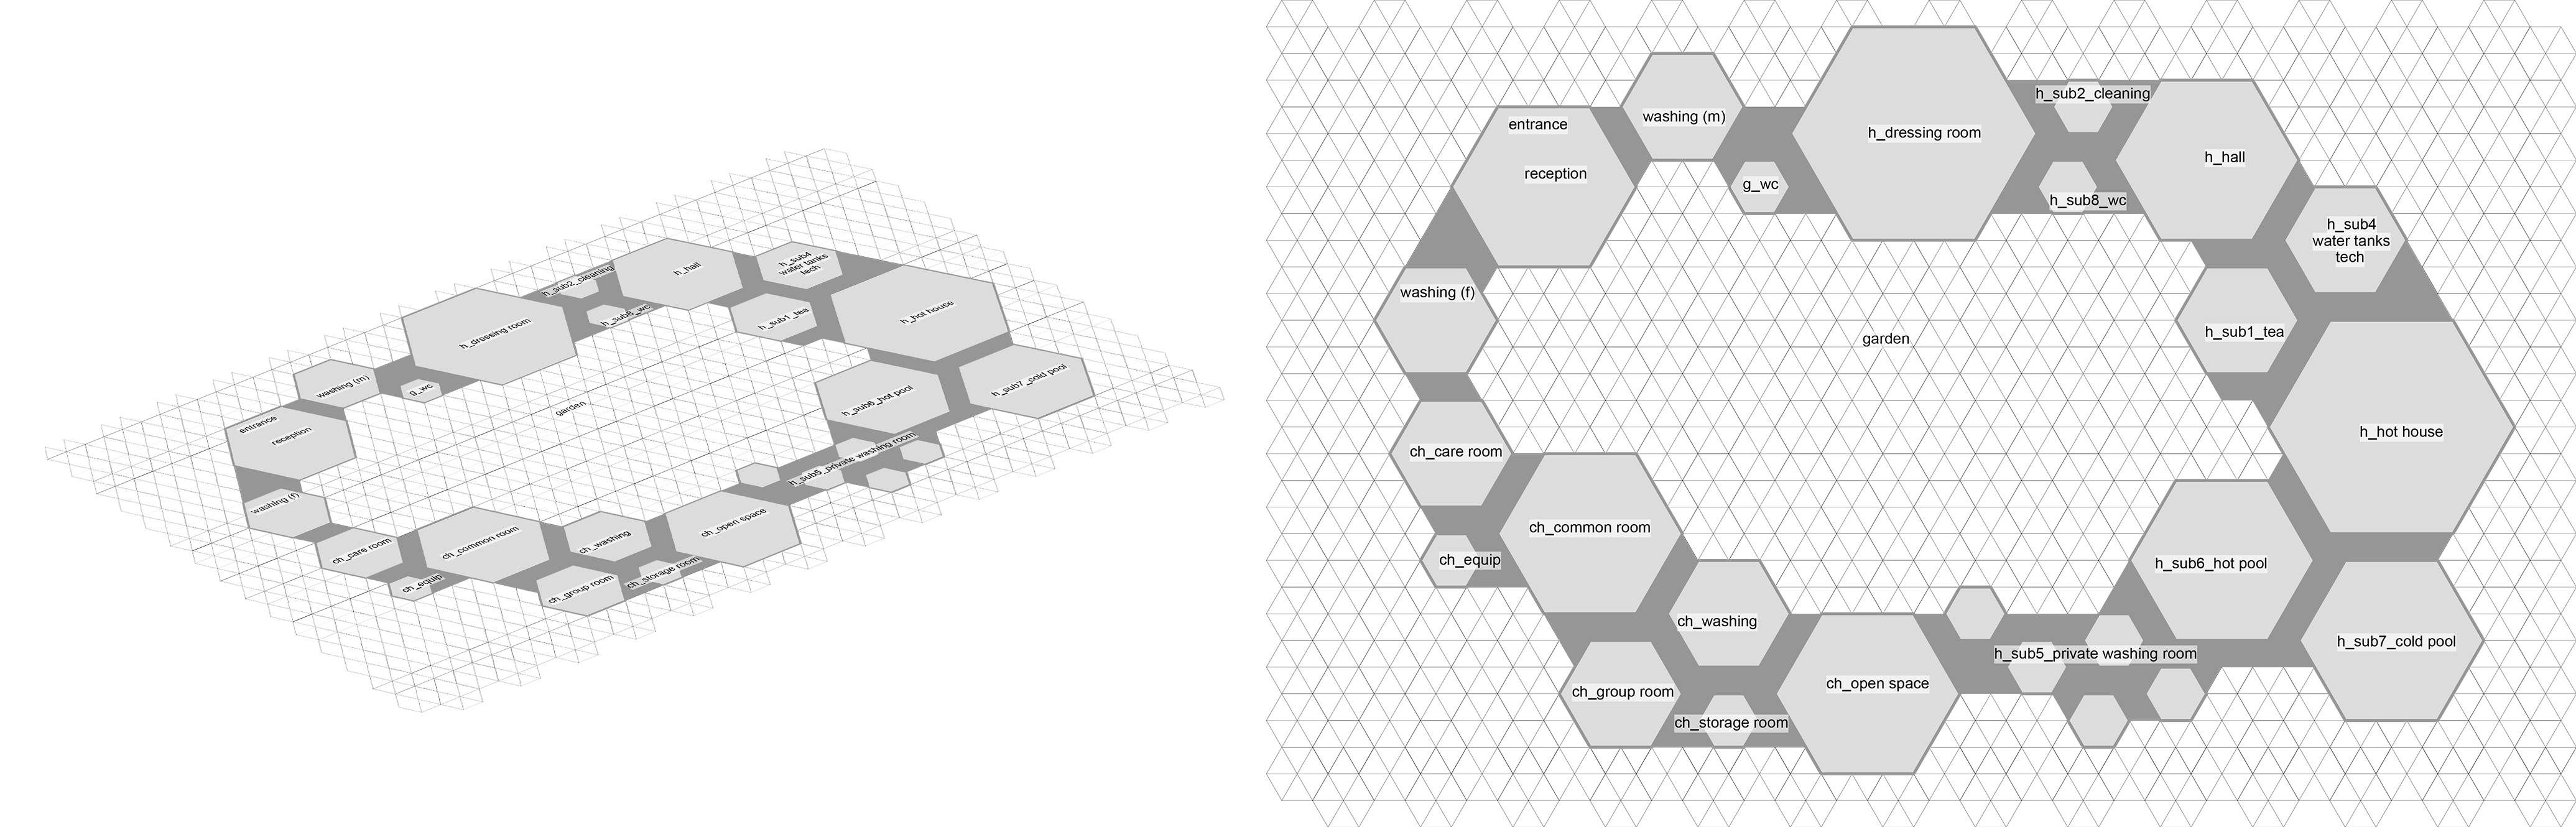 h_sub4
water tanks
tech
h_hall
h_sub2_cleaning
h_sub8_wc
h_sub1_tea
h_hot house
h_dressing room
h_sub7_cold pool
h_sub6_hot pool
washing (m)
g_wc
garden
entrance
reception
h_sub5_private washing room
washing (f)
ch_open space
ch_washing
ch_common room
ch_care room
ch_storage room
ch_equip
ch_group room
h_sub2_cleaning
washing (m)
entrance
h_dressing room
h_hall
reception
g_wc
h_sub8_wc
h_sub4
water tanks
tech
washing (f)
h_sub1_tea
garden
h_hot house
ch_care room
ch_common room
ch_equip
h_sub6_hot pool
ch_washing
h_sub7_cold pool
h_sub5_private washing room
ch_open space
ch_group room
ch_storage room